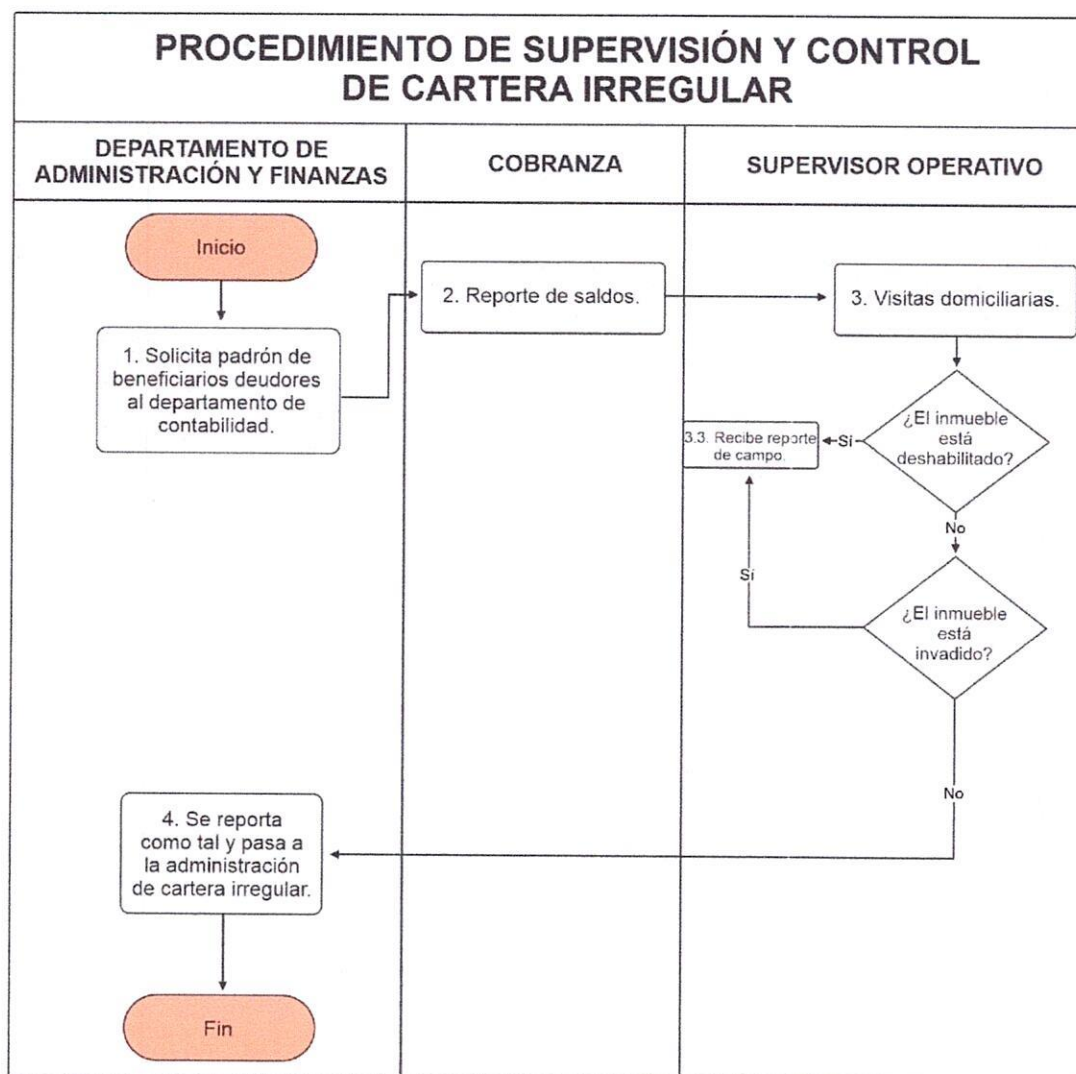 PROCEDIMIENTO DE SUPERVISIÓN Y CONTROL
DE CARTERA IRREGULAR
DEPARTAMENTO DE
ADMINISTRACIÓN Y FINANZAS
COBRANZA
SUPERVISOR OPERATIVO
Inicio
1. Solicita padrón de
beneficiarios deudores
al departamento de
contabilidad.
2. Reporte de saldos.
3. Visitas domiciliarias.
¿El inmueble
está
deshabilitado?
Sí
3.3. Recibe reporte
de campo.
No
¿El inmueble
está
invadido?
Sí
No
4. Se reporta
como tal y pasa a
la administración
de cartera irregular.
Fin